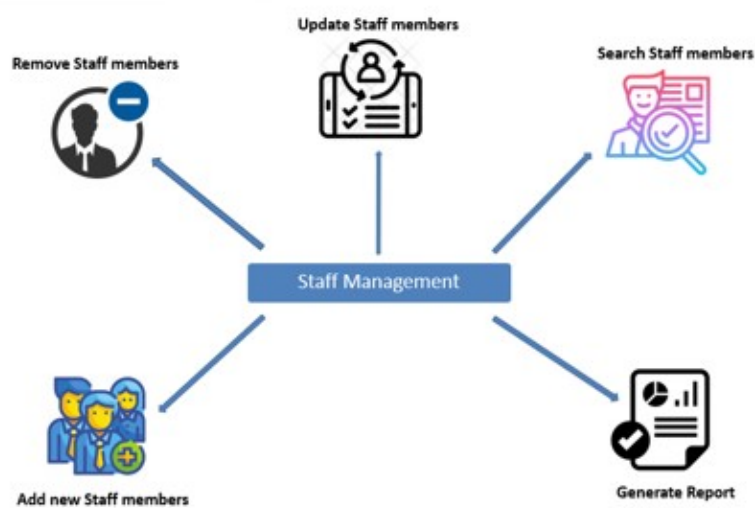 Update Staff members
Remove Staff members
Search Staff members
Staff Management
Add new Staff members
Generate Report